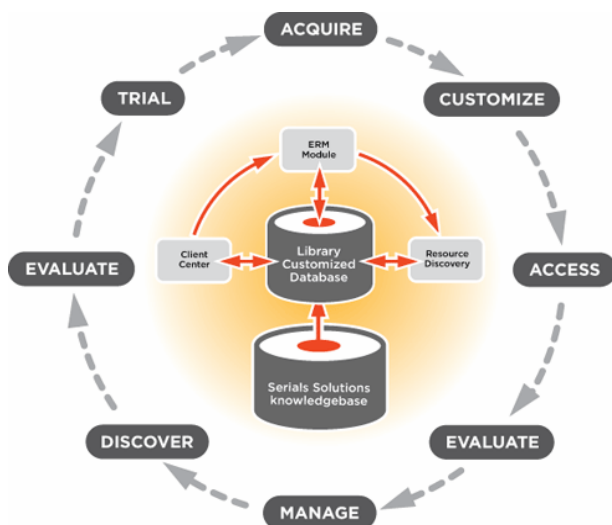 ACQUIRE
TRIAL
CUSTOMIZE
ERM
Module
Client
Center
Library
Customized
Database
Resource
Discovery
EVALUATE
ACCESS
Serials Solutions
knowledgebase
DISCOVER
EVALUATE
MANAGE